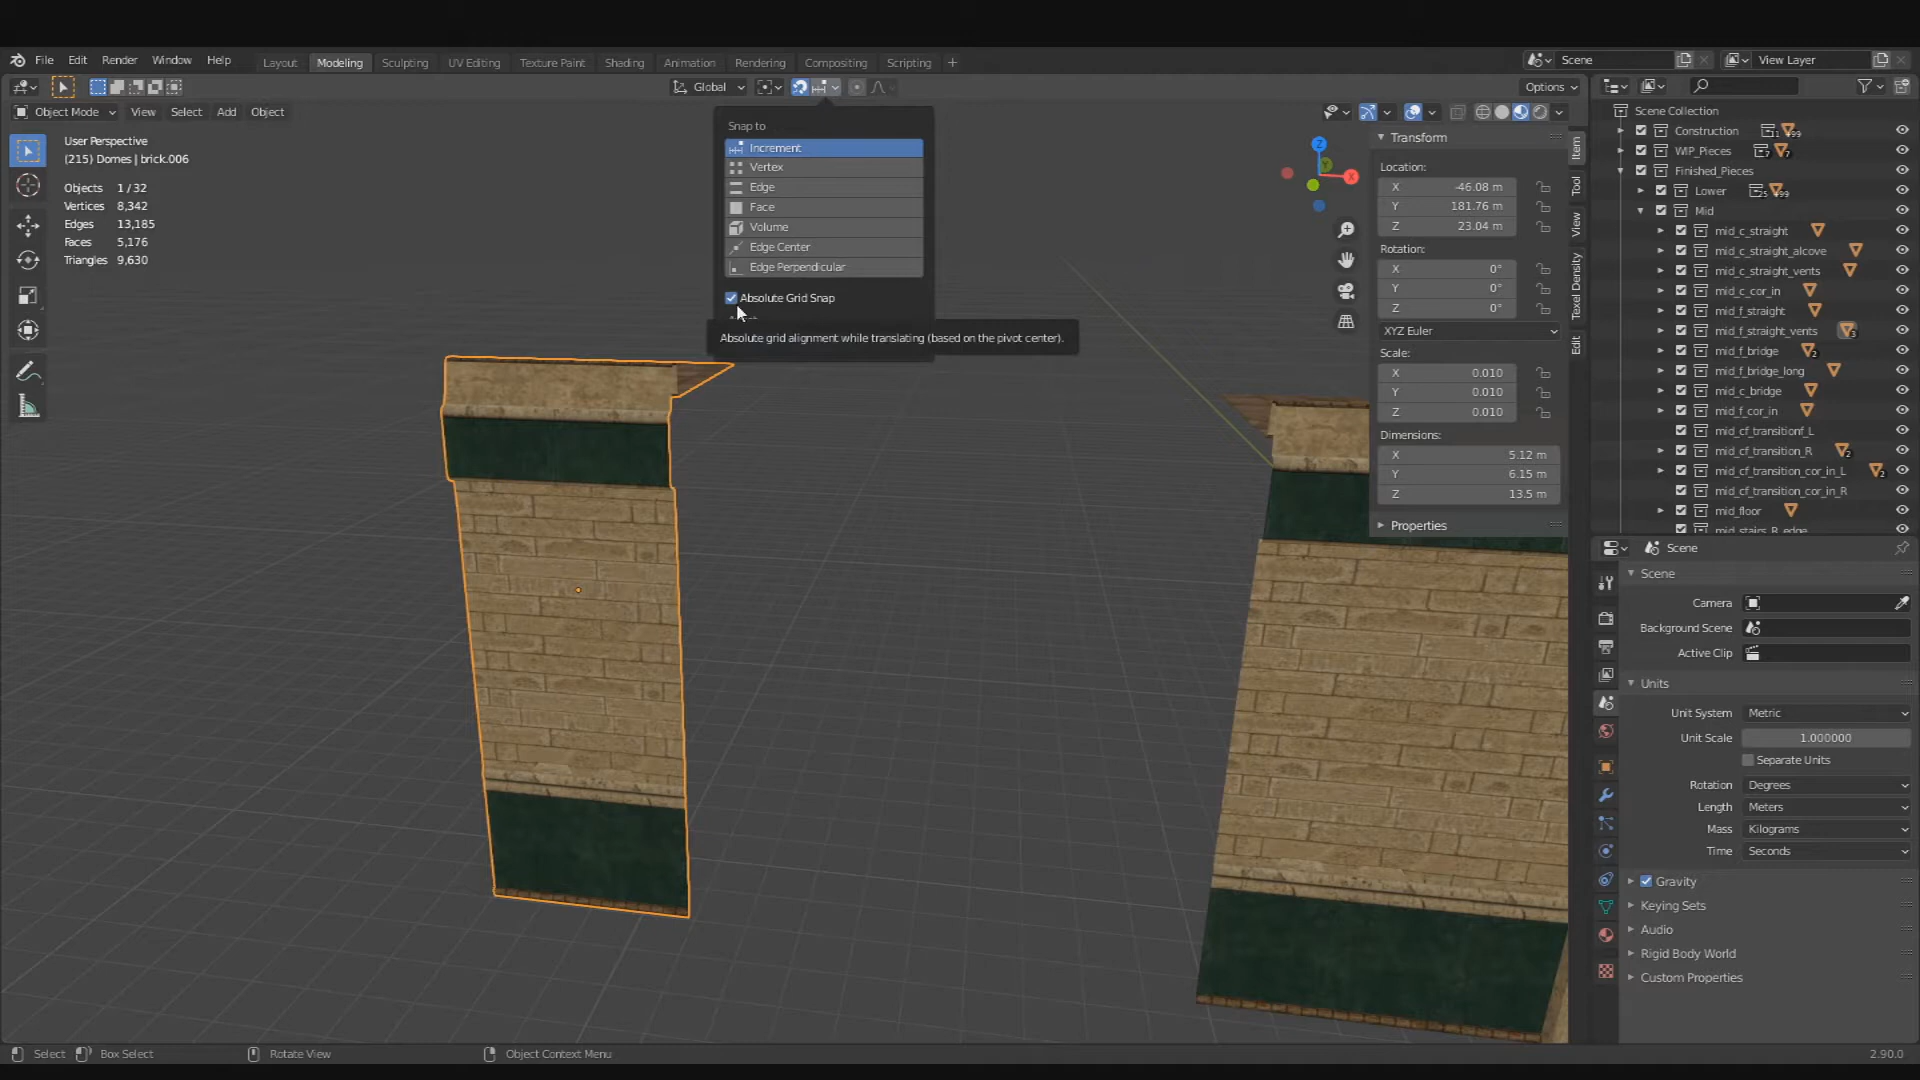 File Edit Render Window Help
Layout Modeling Sculpting UV Editing Texture Paint Shading Animation Rendering Compositing Scripting +
Scene
View Layer
Global
Options
Object Mode View Select Add Object
User Perspective
(215) Domes | brick.006
Objects 1 / 32
Vertices 8,342
Edges 13,185
Faces 5,176
Triangles 9,630
Snap to
Increment
Vertex
Edge
Face
Volume
Edge Center
Edge Perpendicular
Absolute Grid Snap
Absolute grid alignment while translating (based on the pivot center).
Z
Y
X
Transform
Location:
X -46.08 m
Y 181.76 m
Z 23.04 m
Rotation:
X 0°
Y 0°
Z 0°
XYZ Euler
Scale:
X 0.010
Y 0.010
Z 0.010
Dimensions:
X 5.12 m
Y 6.15 m
Z 13.5 m
Properties
Item
Tool
View
Texel Density
Edit
Scene Collection
Construction
WIP_Pieces
Finished_Pieces
Lower
Mid
mid_c_straight
mid_c_straight_alcove
mid_c_straight_vents
mid_c_cor_in
mid_f_straight
mid_f_straight_vents
mid_f_bridge
mid_f_bridge_long
mid_c_bridge
mid_f_cor_in
mid_cf_transitionf_L
mid_cf_transition_R
mid_cf_transition_cor_in_L
mid_cf_transition_cor_in_R
mid_floor
mid_stairs_R_edge
Scene
Scene
Camera
Background Scene
Active Clip
Units
Unit System Metric
Unit Scale 1.000000
Separate Units
Rotation Degrees
Length Meters
Mass Kilograms
Time Seconds
Gravity
Keying Sets
Audio
Rigid Body World
Custom Properties
Select Box Select Rotate View Object Context Menu 2.90.0